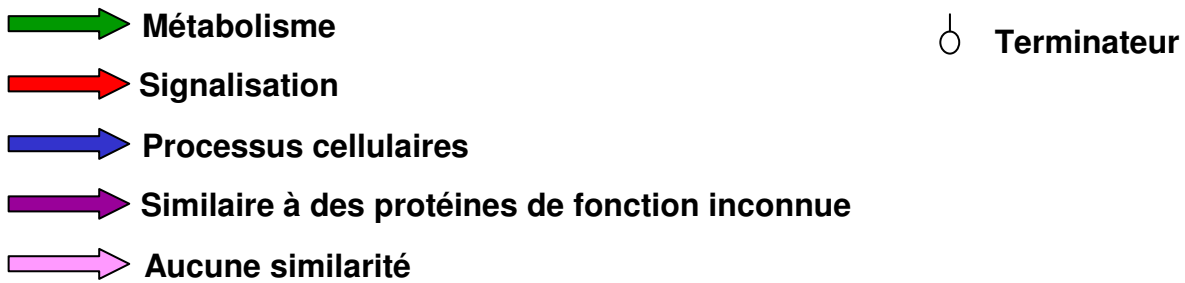 Métabolisme
Terminateur
Signalisation
Processus cellulaires
Similaire à des protéines de fonction inconnue
Aucune similarité